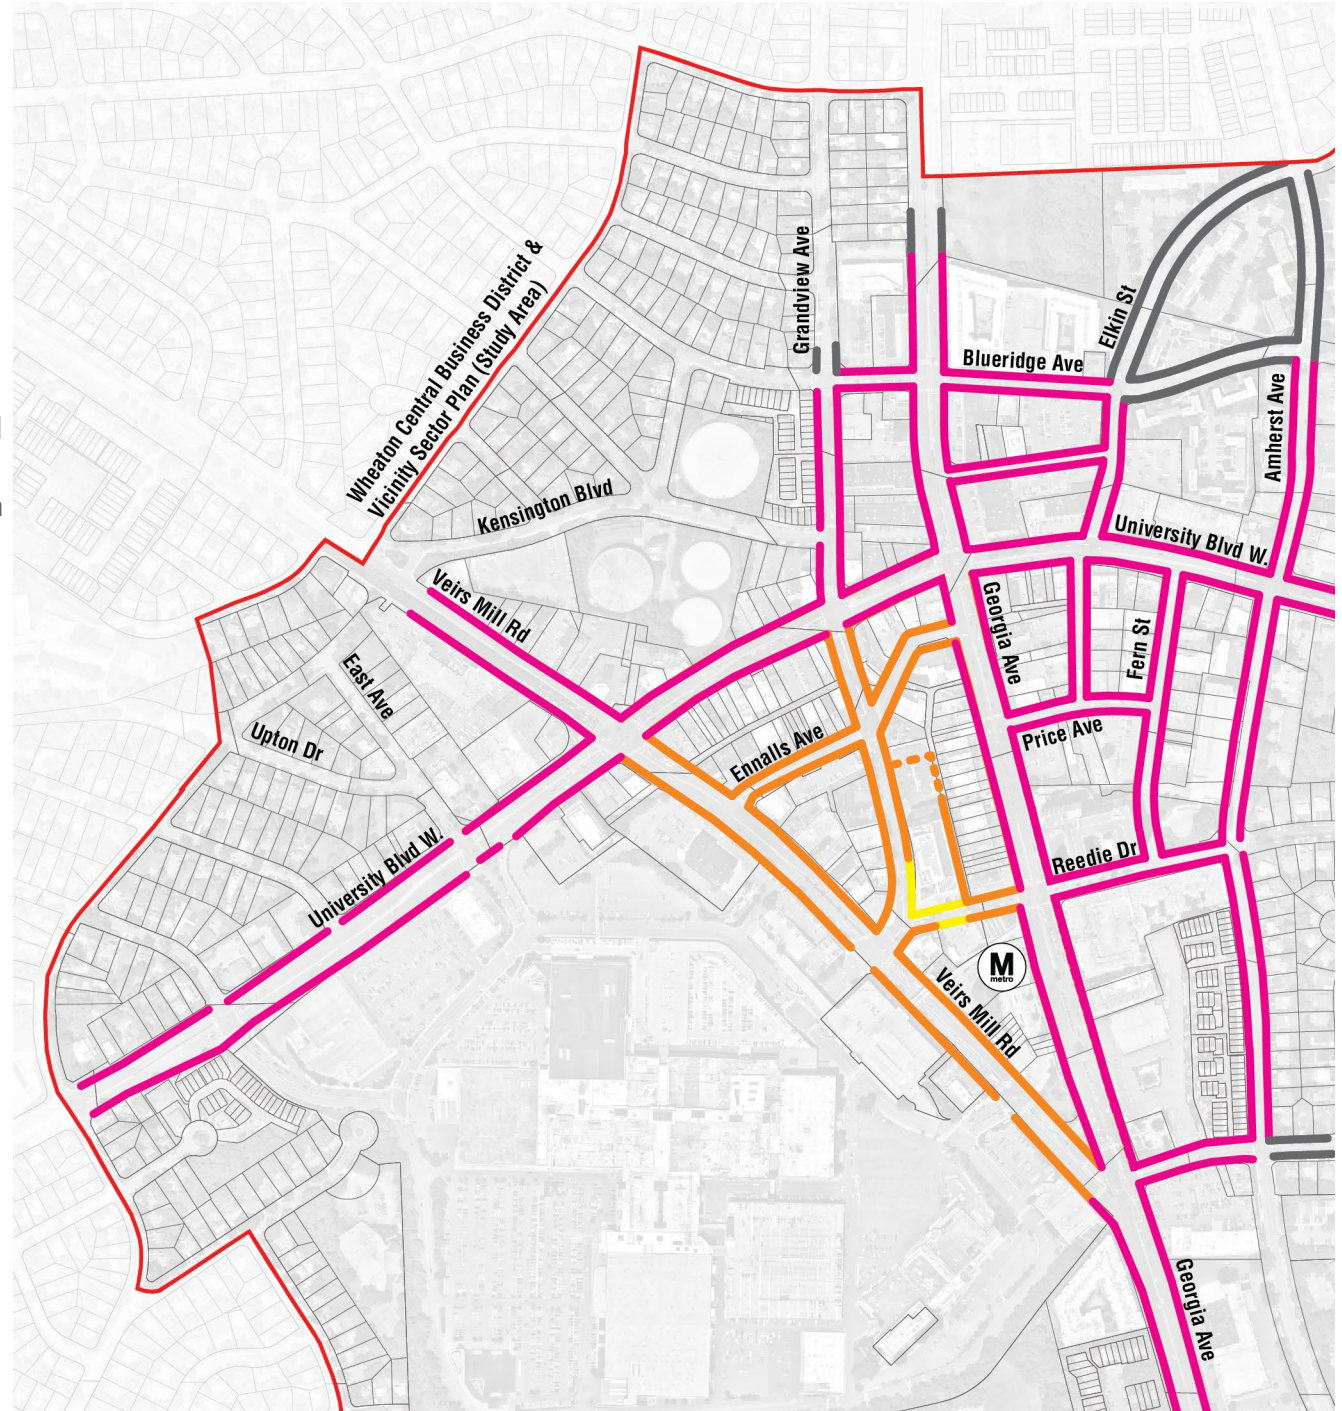 Wheaton Central Business District &
Vicinity Sector Plan (Study Area)
Grandview Ave
Elkin St
Blueridge Ave
Amherst Ave
Kensington Blvd
University Blvd W.
Veirs Mill Rd
Georgia Ave
Fern St
East Ave
Upton Dr
Ennalls Ave
Price Ave
University Blvd W.
Reedie Dr
M
metro
Veirs Mill Rd
Georgia Ave